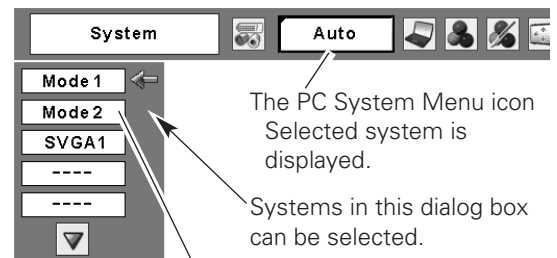 System
Auto
Mode 1
Mode 2
SVGA1
----
----
The PC System Menu icon
Selected system is
displayed.
Systems in this dialog box
can be selected.